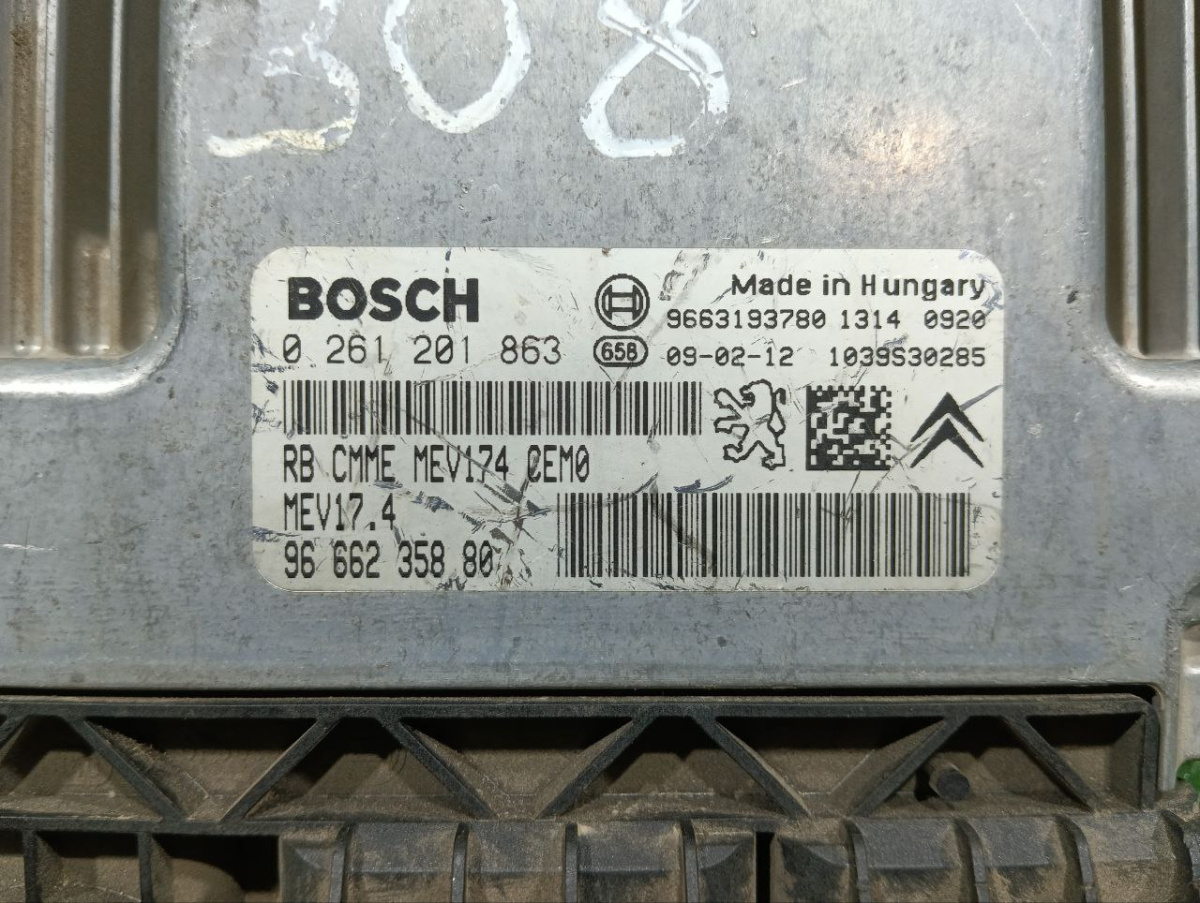 308
BOSCH
Made in Hungary
9663193780 1314 0920
0 261 201 863
658 09-02-12 1039S30285
RB CMME MEV174 CEM0
MEV17.4
96 662 358 80